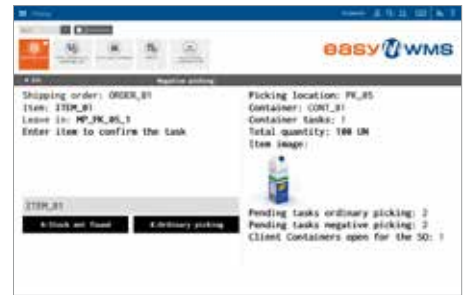 easy WMS
Negative picking
Shipping order: ORDER_01
Item: ITEM_01
Leave in: MP_PK_05_1
Enter item to confirm the task
Picking location: PK_05
Container: CONT_01
Container tasks: 1
Total quantity: 100 UN
Item image:
ITEM_01
Stock not found
Ordinary picking
Pending tasks ordinary picking: 2
Pending tasks negative picking: 2
Client Containers open for the SO: 1